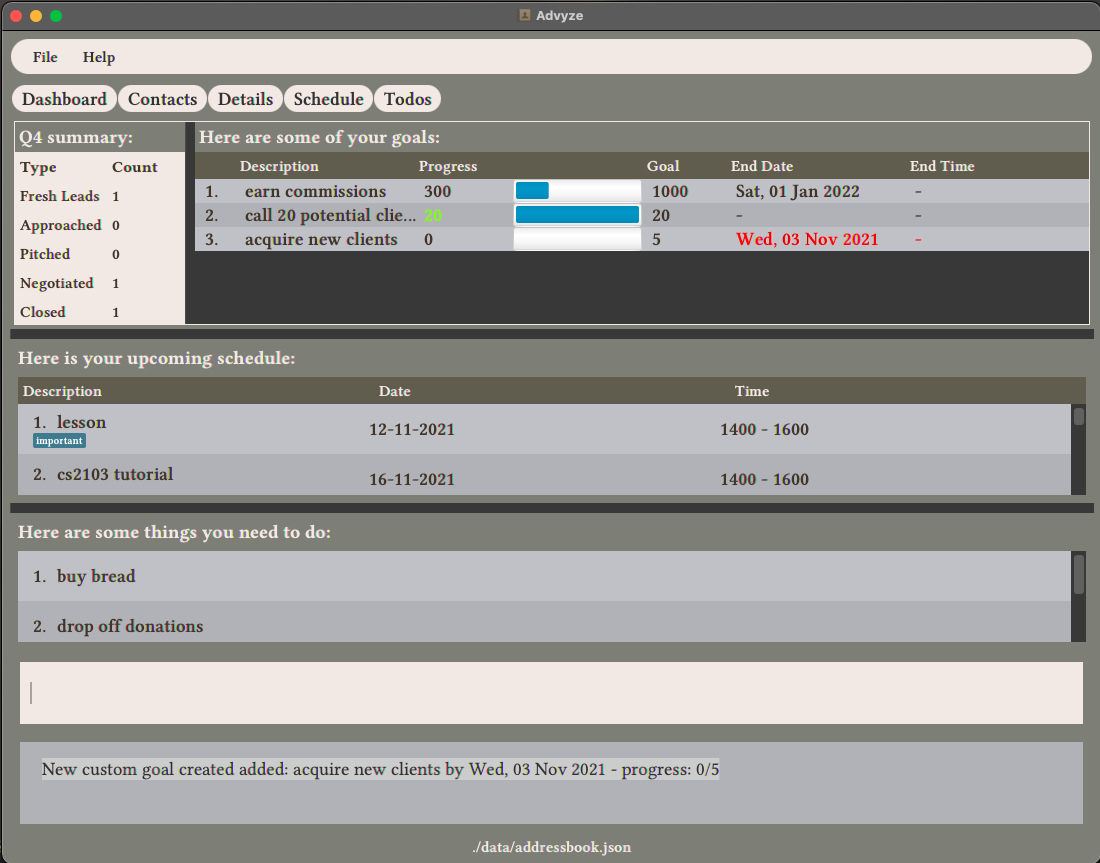 Advyze
File Help
Dashboard Contacts Details Schedule Todos
Q4 summary:
Type Count
Fresh Leads 1
Approached 0
Pitched 0
Negotiated 1
Closed 1
Here are some of your goals:
Description Progress Goal End Date End Time
1. earn commissions 300 1000 Sat, 01 Jan 2022 -
2. call 20 potential clie... 20 20 - -
3. acquire new clients 0 5 Wed, 03 Nov 2021 -
Here is your upcoming schedule:
Description Date Time
1. lesson 12-11-2021 1400 - 1600
important
2. cs2103 tutorial 16-11-2021 1400 - 1600
Here are some things you need to do:
1. buy bread
2. drop off donations
New custom goal created added: acquire new clients by Wed, 03 Nov 2021 - progress: 0/5
./data/addressbook.json